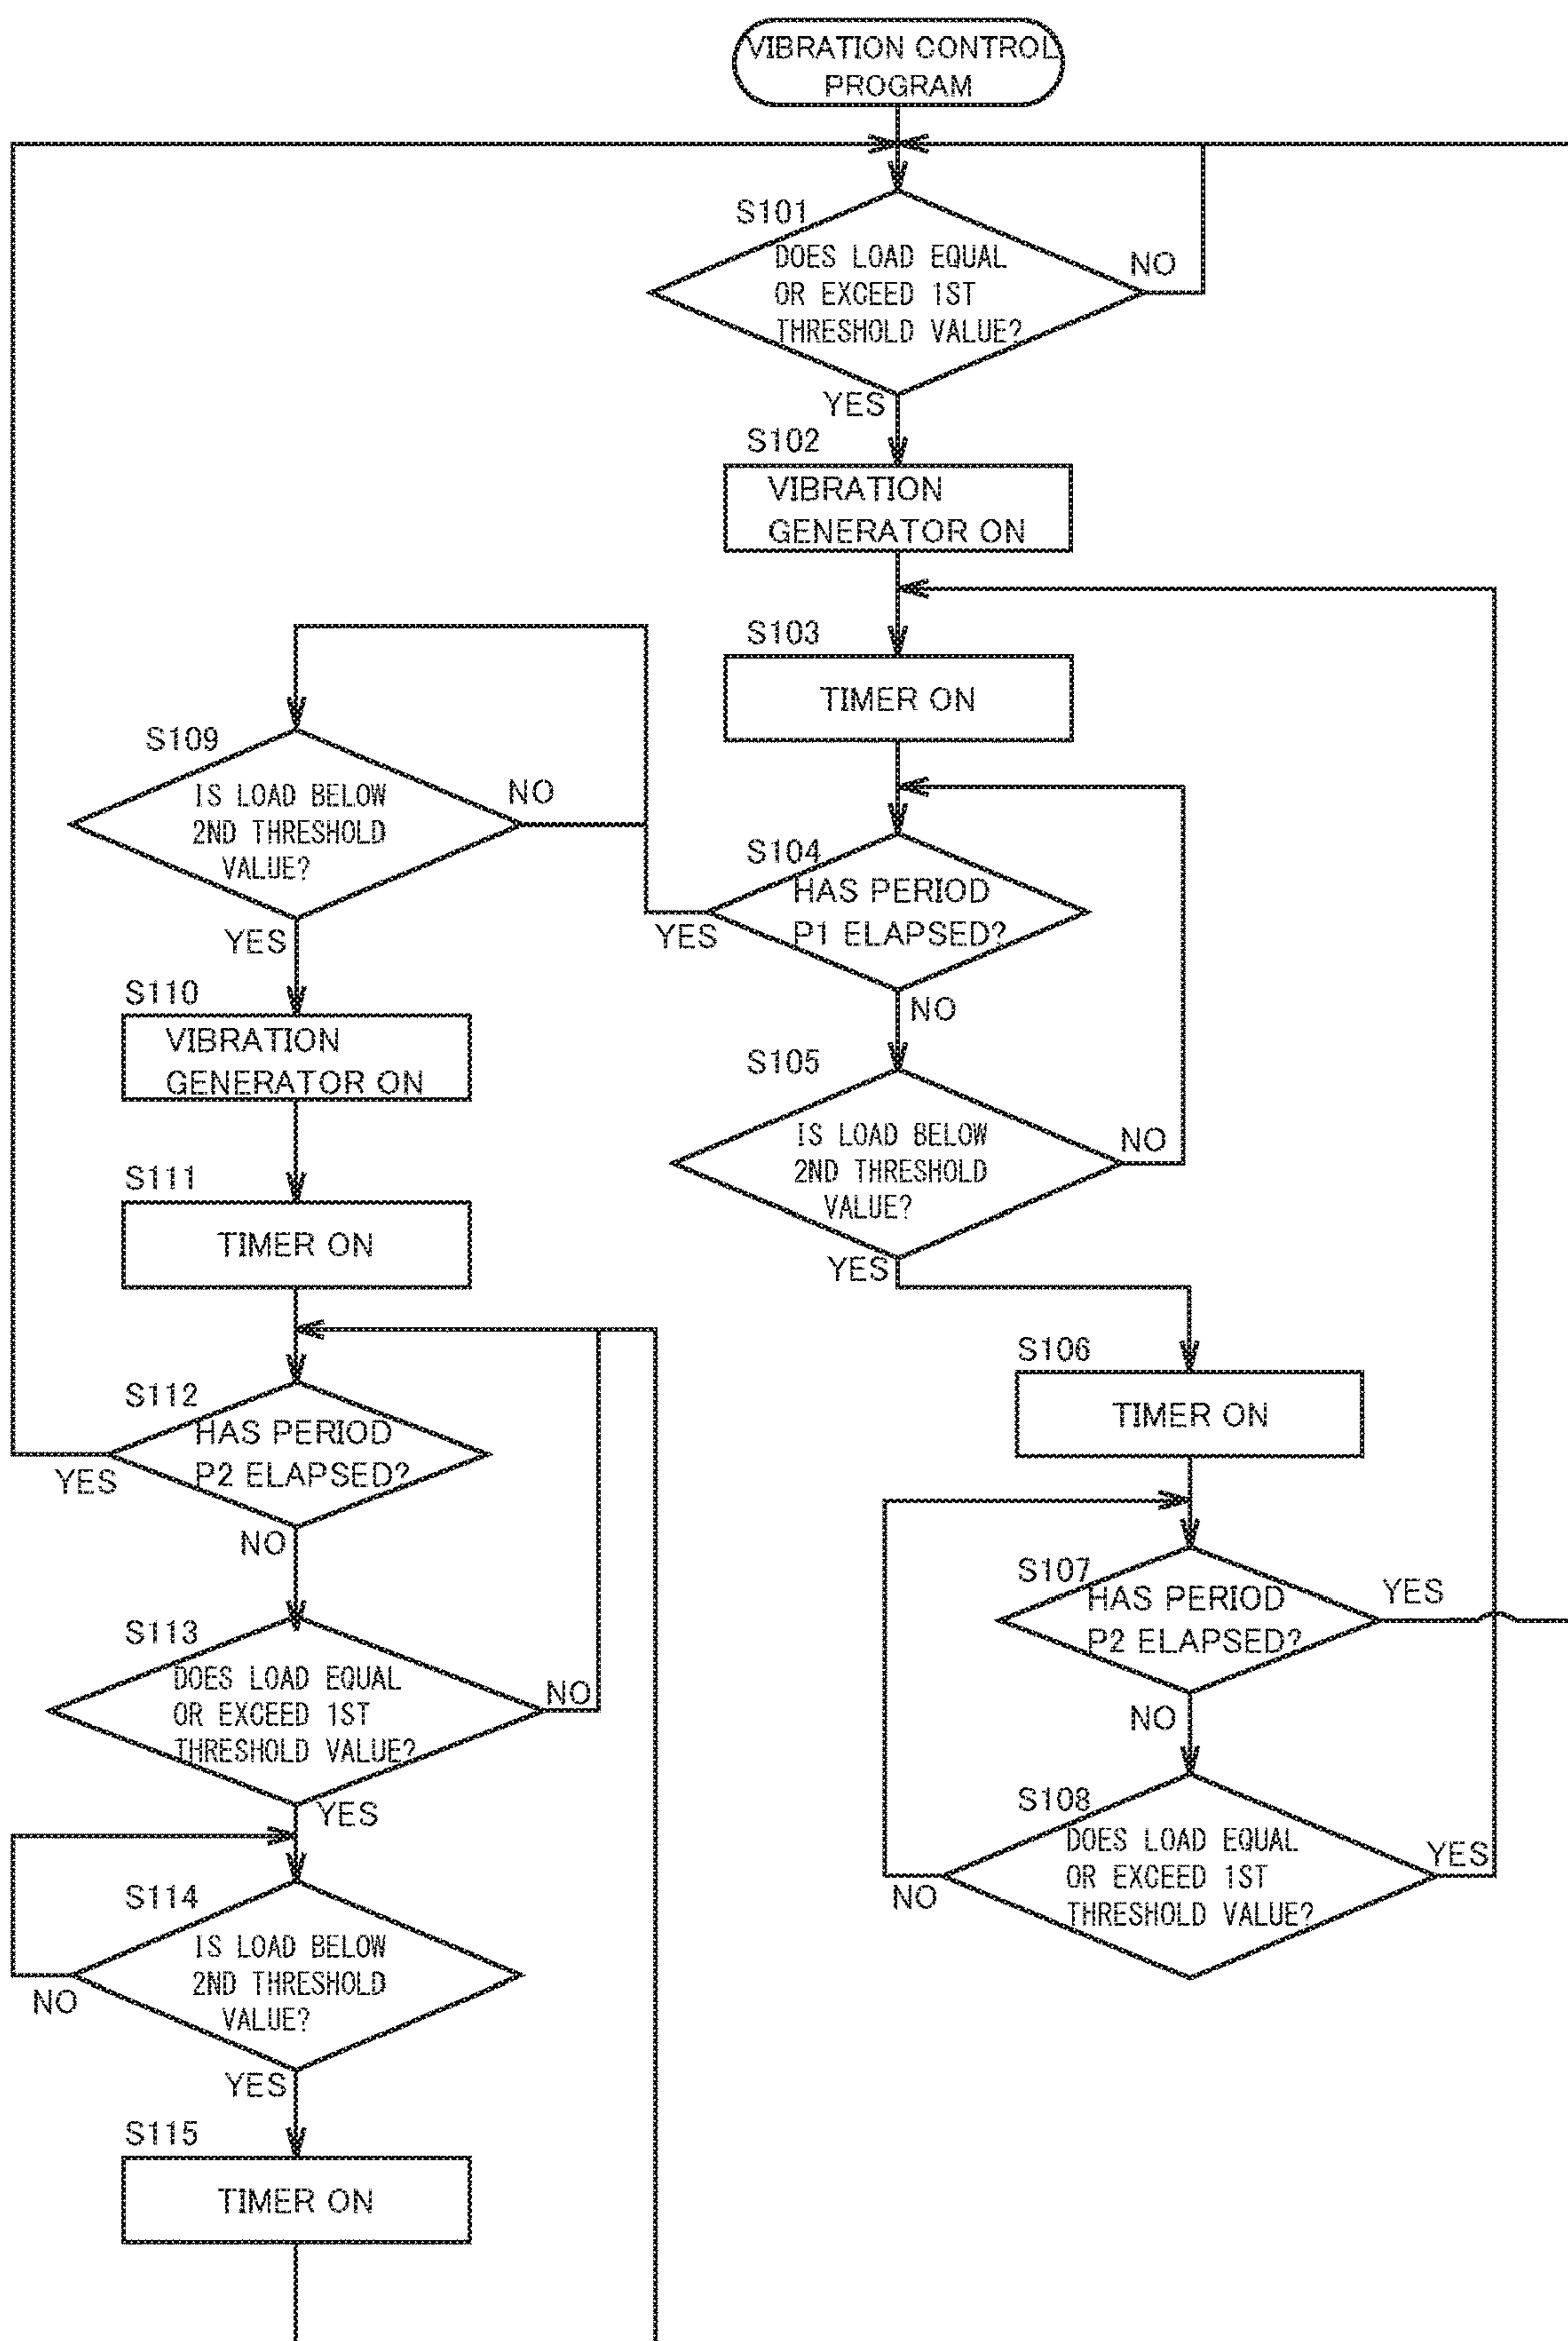 VIBRATION CONTROL
PROGRAM
S101
DOES LOAD EQUAL
OR EXCEED 1ST
THRESHOLD VALUE?
NO
YES
S102
VIBRATION
GENERATOR ON
S103
TIMER ON
S104
HAS PERIOD
P1 ELAPSED?
YES
NO
S105
IS LOAD BELOW
2ND THRESHOLD
VALUE?
NO
YES
S106
TIMER ON
S107
HAS PERIOD
P2 ELAPSED?
YES
NO
S108
DOES LOAD EQUAL
OR EXCEED 1ST
THRESHOLD VALUE?
YES
NO
S109
IS LOAD BELOW
2ND THRESHOLD
VALUE?
NO
YES
S110
VIBRATION
GENERATOR ON
S111
TIMER ON
S112
HAS PERIOD
P2 ELAPSED?
YES
NO
S113
DOES LOAD EQUAL
OR EXCEED 1ST
THRESHOLD VALUE?
NO
YES
S114
IS LOAD BELOW
2ND THRESHOLD
VALUE?
NO
YES
S115
TIMER ON